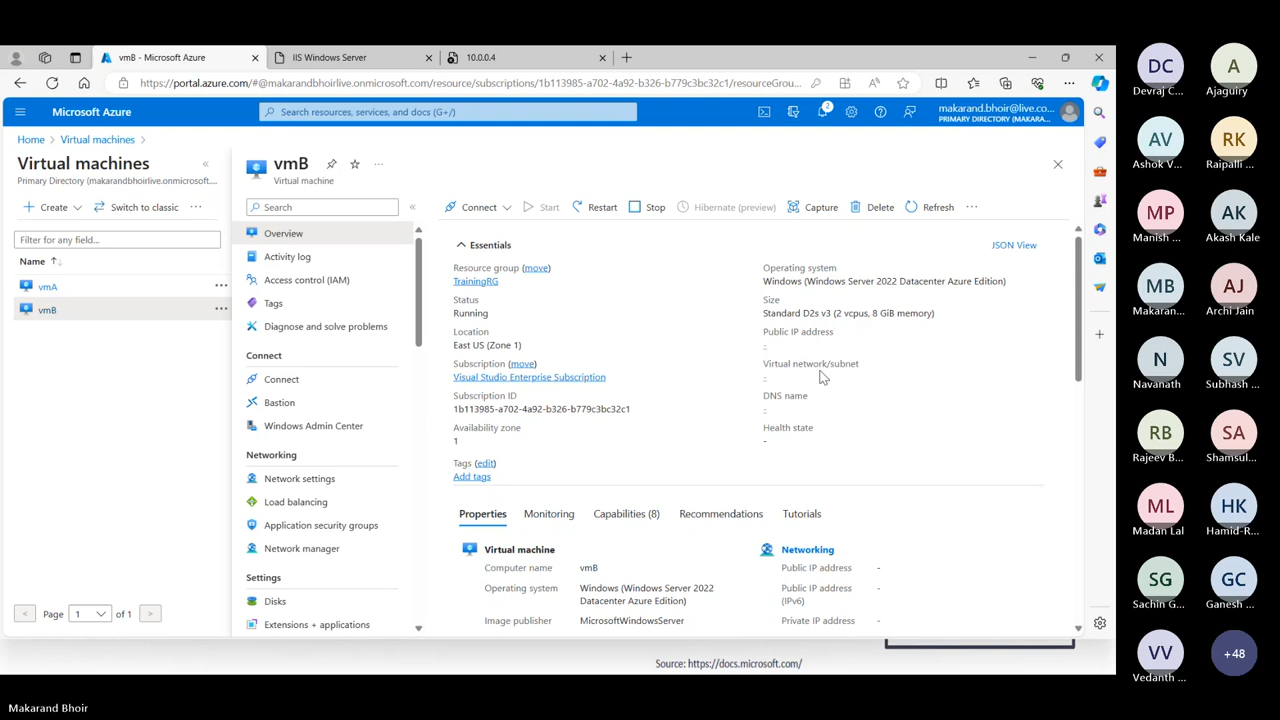 vmB - Microsoft Azure
IIS Windows Server
10.0.0.4
https://portal.azure.com/#@makarandbhoirlive.onmicrosoft.com/resource/subscriptions/1b113985-a702-4a92-b326-b779c3bc32c1/resourceGrou...
Microsoft Azure
Search resources, services, and docs (G+/)
2
makarand.bhoir@live.co...
PRIMARY DIRECTORY (MAKARA...
Home
Virtual machines
Virtual machines
Primary Directory (makarandbhoirlive.onmicrosoft....
Create
Switch to classic
Filter for any field...
Name
vmA
vmB
Page 1 of 1
vmB
Virtual machine
Search
Overview
Activity log
Access control (IAM)
Tags
Diagnose and solve problems
Connect
Connect
Bastion
Windows Admin Center
Networking
Network settings
Load balancing
Application security groups
Network manager
Settings
Disks
Extensions + applications
Connect
Start
Restart
Stop
Hibernate (preview)
Capture
Delete
Refresh
Essentials
JSON View
Resource group (move)
TrainingRG
Status
Running
Location
East US (Zone 1)
Subscription (move)
Visual Studio Enterprise Subscription
Subscription ID
1b113985-a702-4a92-b326-b779c3bc32c1
Availability zone
1
Tags (edit)
Add tags
Operating system
Windows (Windows Server 2022 Datacenter Azure Edition)
Size
Standard D2s v3 (2 vcpus, 8 GiB memory)
Public IP address
-
Virtual network/subnet
-
DNS name
-
Health state
-
Properties
Monitoring
Capabilities (8)
Recommendations
Tutorials
Virtual machine
Computer name vmB
Operating system Windows (Windows Server 2022
Datacenter Azure Edition)
Image publisher MicrosoftWindowsServer
Networking
Public IP address -
Public IP address -
(IPv6)
Private IP address -
Source: https://docs.microsoft.com/
Makarand Bhoir
DC
Devraj C...
A
Ajaguiry
AV
Ashok V...
RK
Raipalli ...
MP
Manish ...
AK
Akash Kale
MB
Makaran...
AJ
Archi Jain
N
Navanath
SV
Subhash ...
RB
Rajeev B...
SA
Shamsul...
ML
Madan Lal
HK
Hamid-R...
SG
Sachin G...
GC
Ganesh ...
VV
Vedanth ...
+48